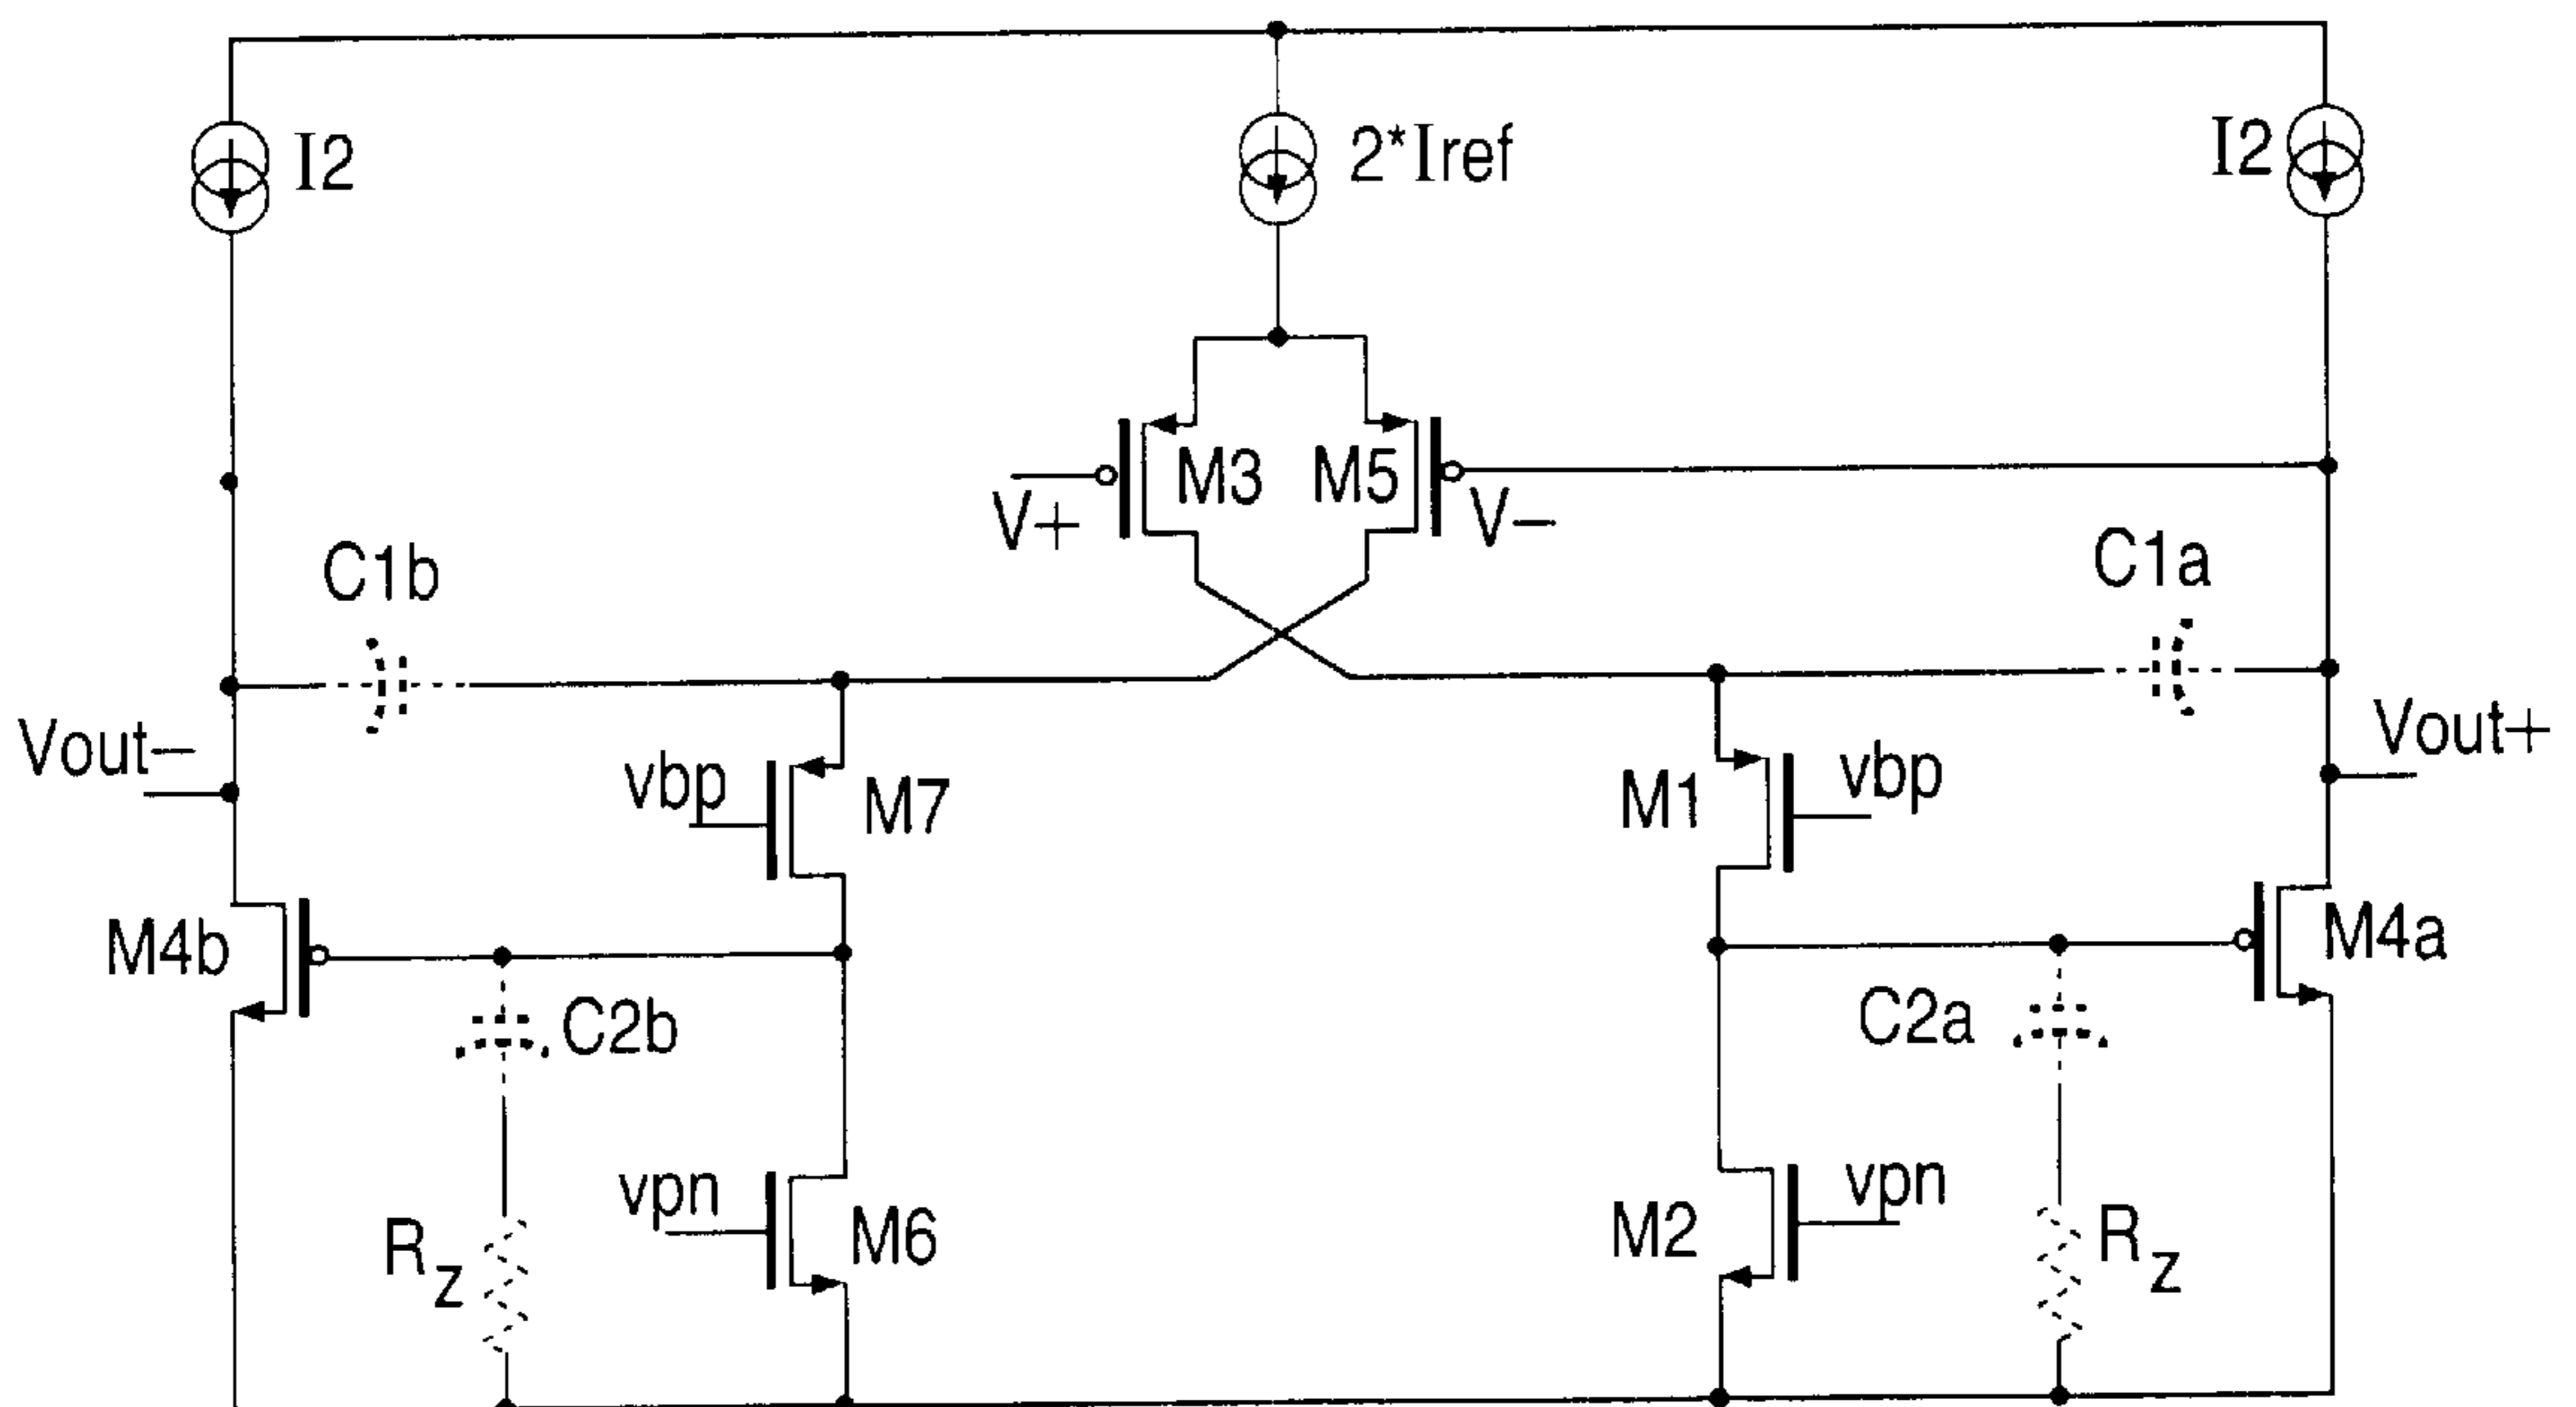 I2
2*Iref
I2
M3
M5
V+
V−
C1b
C1a
Vout−
Vout+
vbp
M7
M1
vbp
M4b
M4a
C2b
C2a
vpn
M6
M2
vpn
Rz
Rz